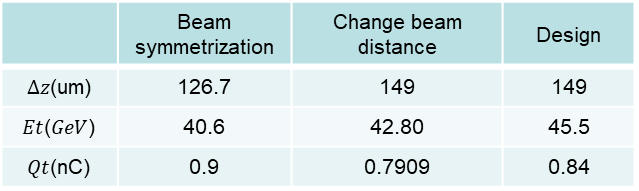 Beam symmetrization Change beam distance Design
Δz(um) 126.7 149 149
Et(GeV) 40.6 42.80 45.5
Qt(nC) 0.9 0.7909 0.84